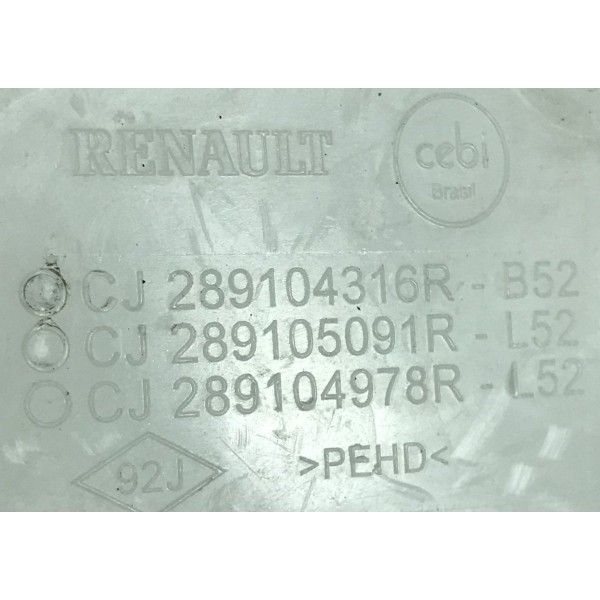 RENAULT
cebi
Brasil
CJ 289104316R - B52
CJ 289105091R - L52
CJ 289104978R - L52
92J
>PEHD<